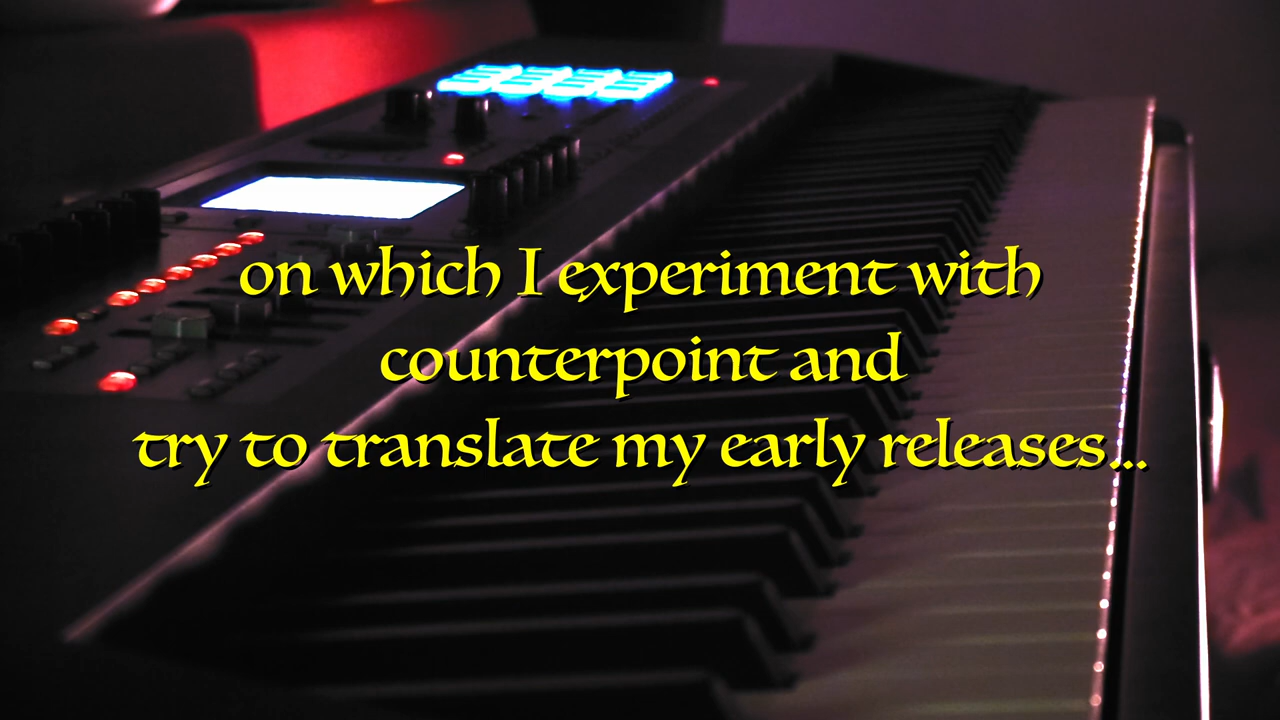 on which I experiment with
counterpoint and
try to translate my early releases...